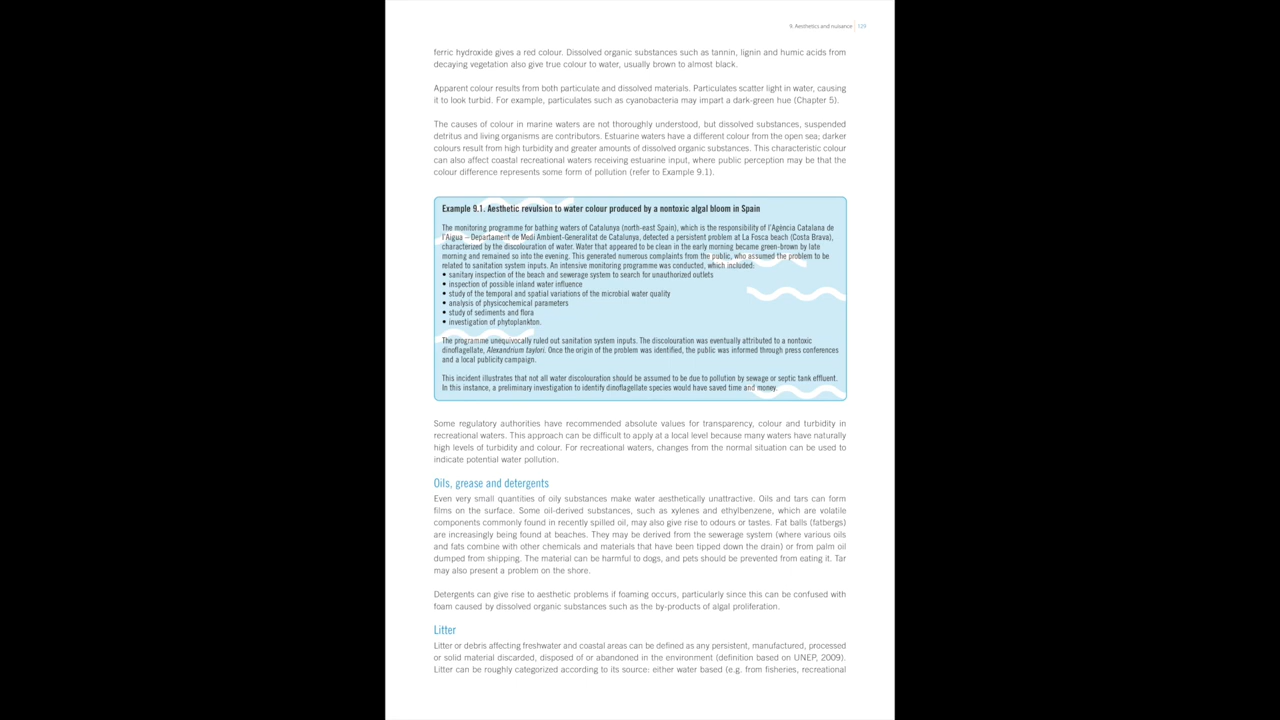 9. Aesthetics and nuisance 129
ferric hydroxide gives a red colour. Dissolved organic substances such as tannin, lignin and humic acids from
decaying vegetation also give true colour to water, usually brown to almost black.
Apparent colour results from both particulate and dissolved materials. Particulates scatter light in water, causing
it to look turbid. For example, particulates such as cyanobacteria may impart a dark-green hue (Chapter 5).
The causes of colour in marine waters are not thoroughly understood, but dissolved substances, suspended
detritus and living organisms are contributors. Estuarine waters have a different colour from the open sea; darker
colours result from high turbidity and greater amounts of dissolved organic substances. This characteristic colour
can also affect coastal recreational waters receiving estuarine input, where public perception may be that the
colour difference represents some form of pollution (refer to Example 9.1).
Example 9.1. Aesthetic revulsion to water colour produced by a nontoxic algal bloom in Spain
The monitoring programme for bathing waters of Catalunya (north-east Spain), which is the responsibility of l'Agència Catalana de
l'Aigua – Departament de Medi Ambient-Generalitat de Catalunya, detected a persistent problem at La Fosca beach (Costa Brava),
characterized by the discolouration of water. Water that appeared to be clean in the early morning became green-brown by late
morning and remained so into the evening. This generated numerous complaints from the public, who assumed the problem to be
related to sanitation system inputs. An intensive monitoring programme was conducted, which included:
• sanitary inspection of the beach and sewerage system to search for unauthorized outlets
• inspection of possible inland water influence
• study of the temporal and spatial variations of the microbial water quality
• analysis of physicochemical parameters
• study of sediments and flora
• investigation of phytoplankton.
The programme unequivocally ruled out sanitation system inputs. The discolouration was eventually attributed to a nontoxic
dinoflagellate, Alexandrium taylori. Once the origin of the problem was identified, the public was informed through press conferences
and a local publicity campaign.
This incident illustrates that not all water discolouration should be assumed to be due to pollution by sewage or septic tank effluent.
In this instance, a preliminary investigation to identify dinoflagellate species would have saved time and money.
Some regulatory authorities have recommended absolute values for transparency, colour and turbidity in
recreational waters. This approach can be difficult to apply at a local level because many waters have naturally
high levels of turbidity and colour. For recreational waters, changes from the normal situation can be used to
indicate potential water pollution.
Oils, grease and detergents
Even very small quantities of oily substances make water aesthetically unattractive. Oils and tars can form
films on the surface. Some oil-derived substances, such as xylenes and ethylbenzene, which are volatile
components commonly found in recently spilled oil, may also give rise to odours or tastes. Fat balls (fatbergs)
are increasingly being found at beaches. They may be derived from the sewerage system (where various oils
and fats combine with other chemicals and materials that have been tipped down the drain) or from palm oil
dumped from shipping. The material can be harmful to dogs, and pets should be prevented from eating it. Tar
may also present a problem on the shore.
Detergents can give rise to aesthetic problems if foaming occurs, particularly since this can be confused with
foam caused by dissolved organic substances such as the by-products of algal proliferation.
Litter
Litter or debris affecting freshwater and coastal areas can be defined as any persistent, manufactured, processed
or solid material discarded, disposed of or abandoned in the environment (definition based on UNEP, 2009).
Litter can be roughly categorized according to its source: either water based (e.g. from fisheries, recreational